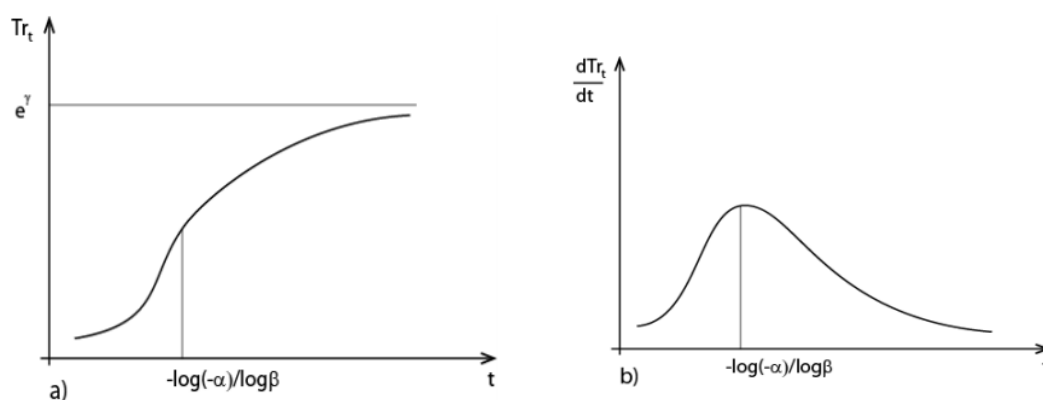 Tr_t
e^γ
-log(-α)/logβ
t
a)
dTr_t
dt
-log(-α)/logβ
b)